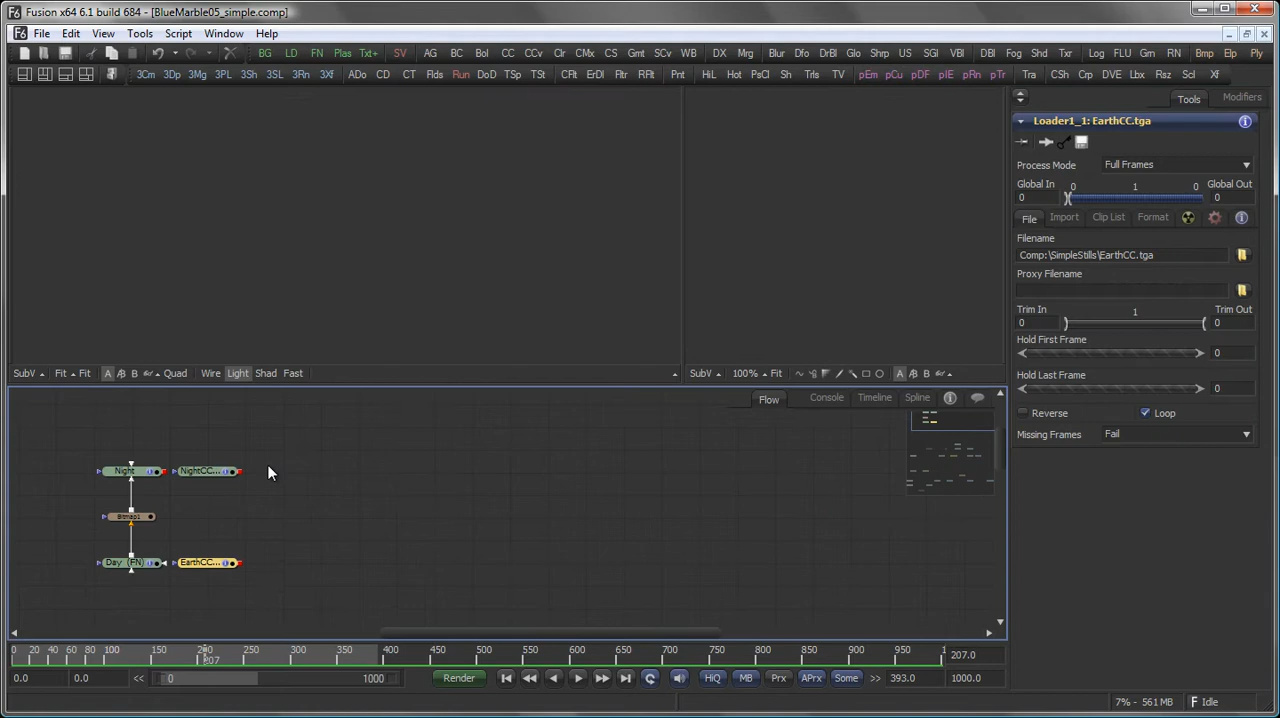 Fusion x64 6.1 build 684 - [BlueMarble05_simple.comp]
File Edit View Tools Script Window Help
BG LD FN Plas Txt+ SV AG BC Bol CC CCv Clr CMx CS Gmt SCv WB DX Mrg Blur Dfo DrBl Glo Shrp US SGl VBl DBl Fog Shd Txr Log FLU Gm RN Bmp Elp Ply
3Cm 3Dp 3Mg 3PL 3Sh 3SL 3Rn 3Xf ADo CD CT Flds Run DoD TSp TSt CFlt ErDl Fltr RFlt Pnt HiL Hot PsCl Sh Trls TV pEm pCu pDF pIE pRn pTr Tra CSh Crp DVE Lbx Rsz Scl Xf
Tools Modifiers
Loader1_1: EarthCC.tga
Process Mode Full Frames
Global In 0 1 0 Global Out
0 0
File Import Clip List Format
Filename
Comp:\SimpleStills\EarthCC.tga
Proxy Filename
Trim In 1 Trim Out
0 0
Hold First Frame
0
Hold Last Frame
0
Reverse Loop
Missing Frames Fail
SubV Fit Fit A B Quad Wire Light Shad Fast SubV 100% Fit A B
Flow Console Timeline Spline
Night NightCC...
Bitmap1
Day (FN) EarthCC...
0 20 40 60 80 100 150 200 250 300 350 400 450 500 550 600 650 700 750 800 850 900 950 1
207 207.0
0.0 0.0 << 0 1000 Render HiQ MB Prx APrx Some >> 393.0 1000.0
7% - 561 MB Idle